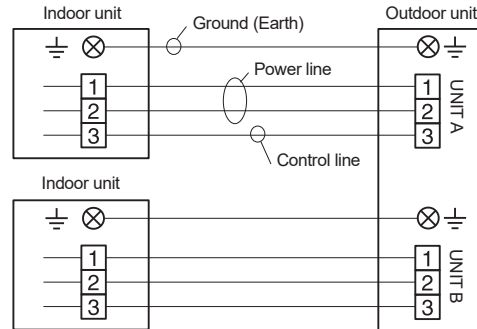 Indoor unit
Outdoor unit
Ground (Earth)
Power line
1
1
2
2
3
3
UNIT A
Control line
Indoor unit
1
1
2
2
3
3
UNIT B